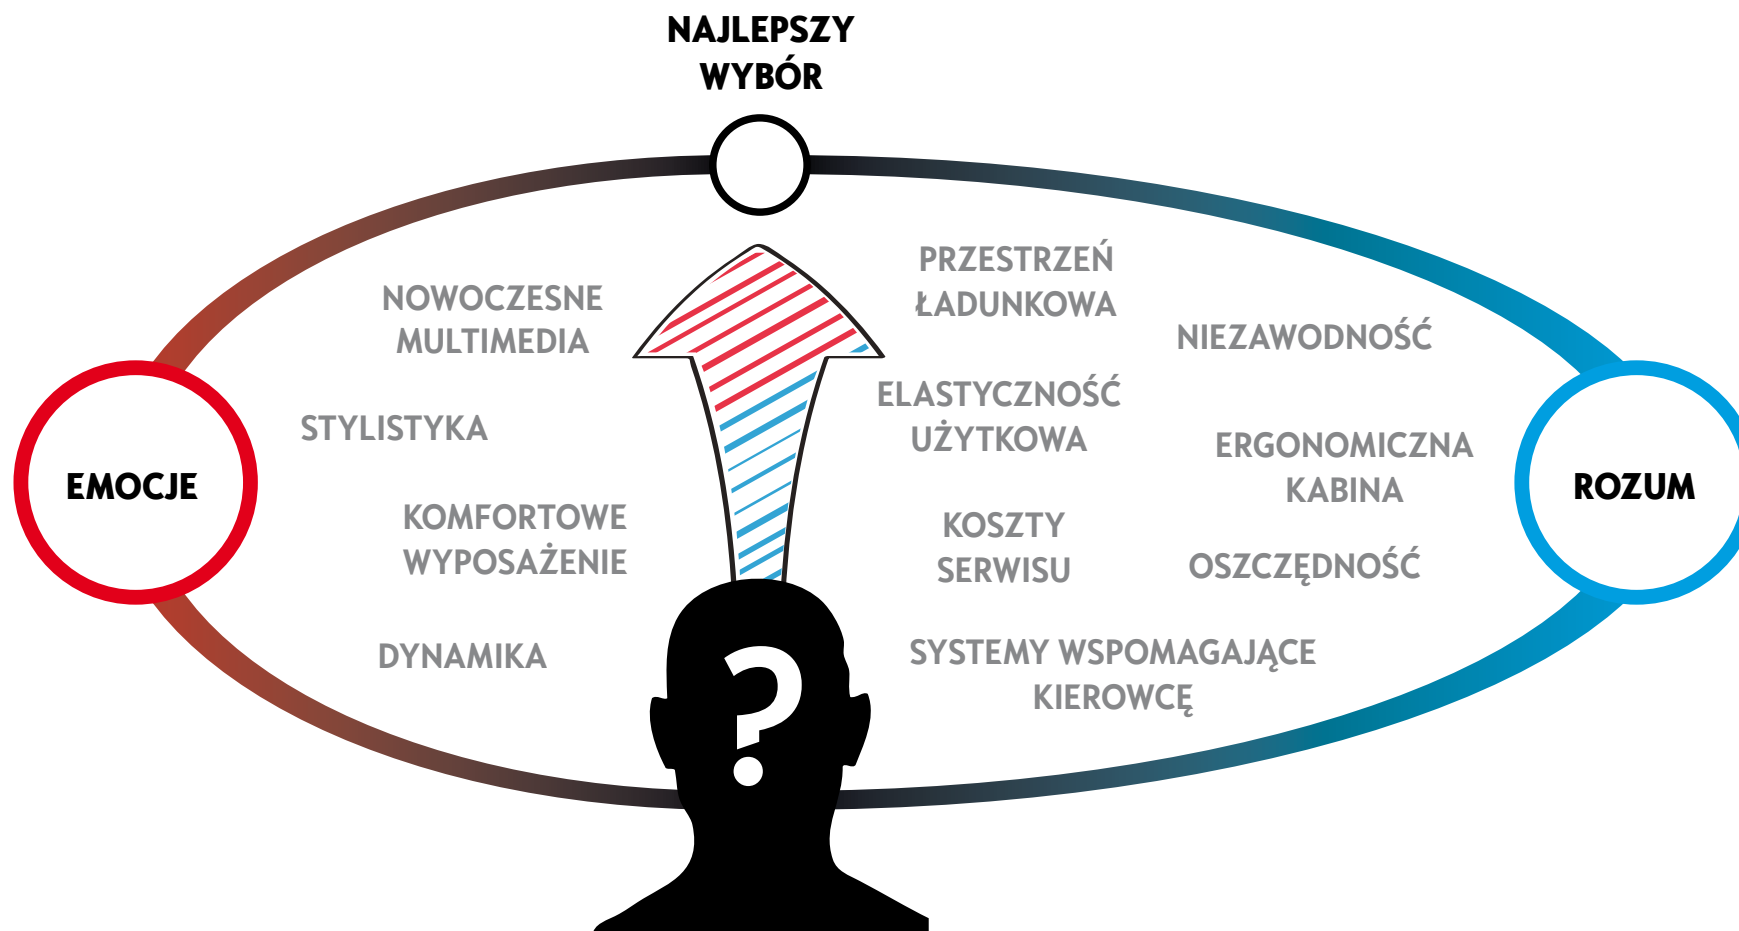 NAJLEPSZY
WYBÓR
NOWOCZESNE
MULTIMEDIA
STYLISTYKA
EMOCJE
KOMFORTOWE
WYPOSAŻENIE
DYNAMIKA
?
PRZESTRZEŃ
ŁADUNKOWA
NIEZAWODNOŚĆ
ELASTYCZNOŚĆ
UŻYTKOWA
ERGONOMICZNA
KABINA
ROZUM
KOSZTY
SERWISU
OSZCZĘDNOŚĆ
SYSTEMY WSPOMAGAJĄCE
KIEROWCĘ